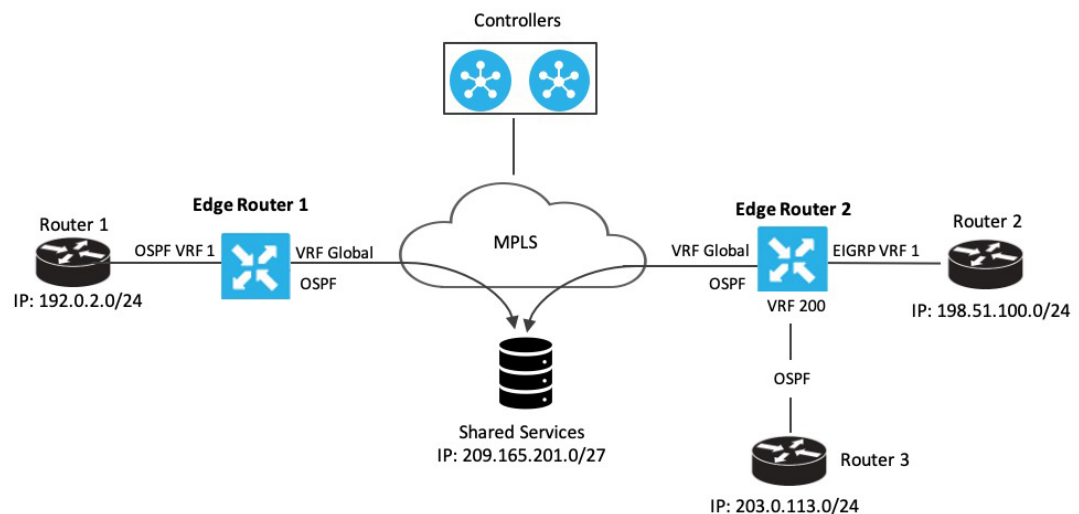 Controllers
Edge Router 1
Edge Router 2
Router 1
Router 2
MPLS
OSPF VRF 1
VRF Global
VRF Global
EIGRP VRF 1
OSPF
OSPF
IP: 192.0.2.0/24
VRF 200
IP: 198.51.100.0/24
OSPF
Shared Services
IP: 209.165.201.0/27
Router 3
IP: 203.0.113.0/24